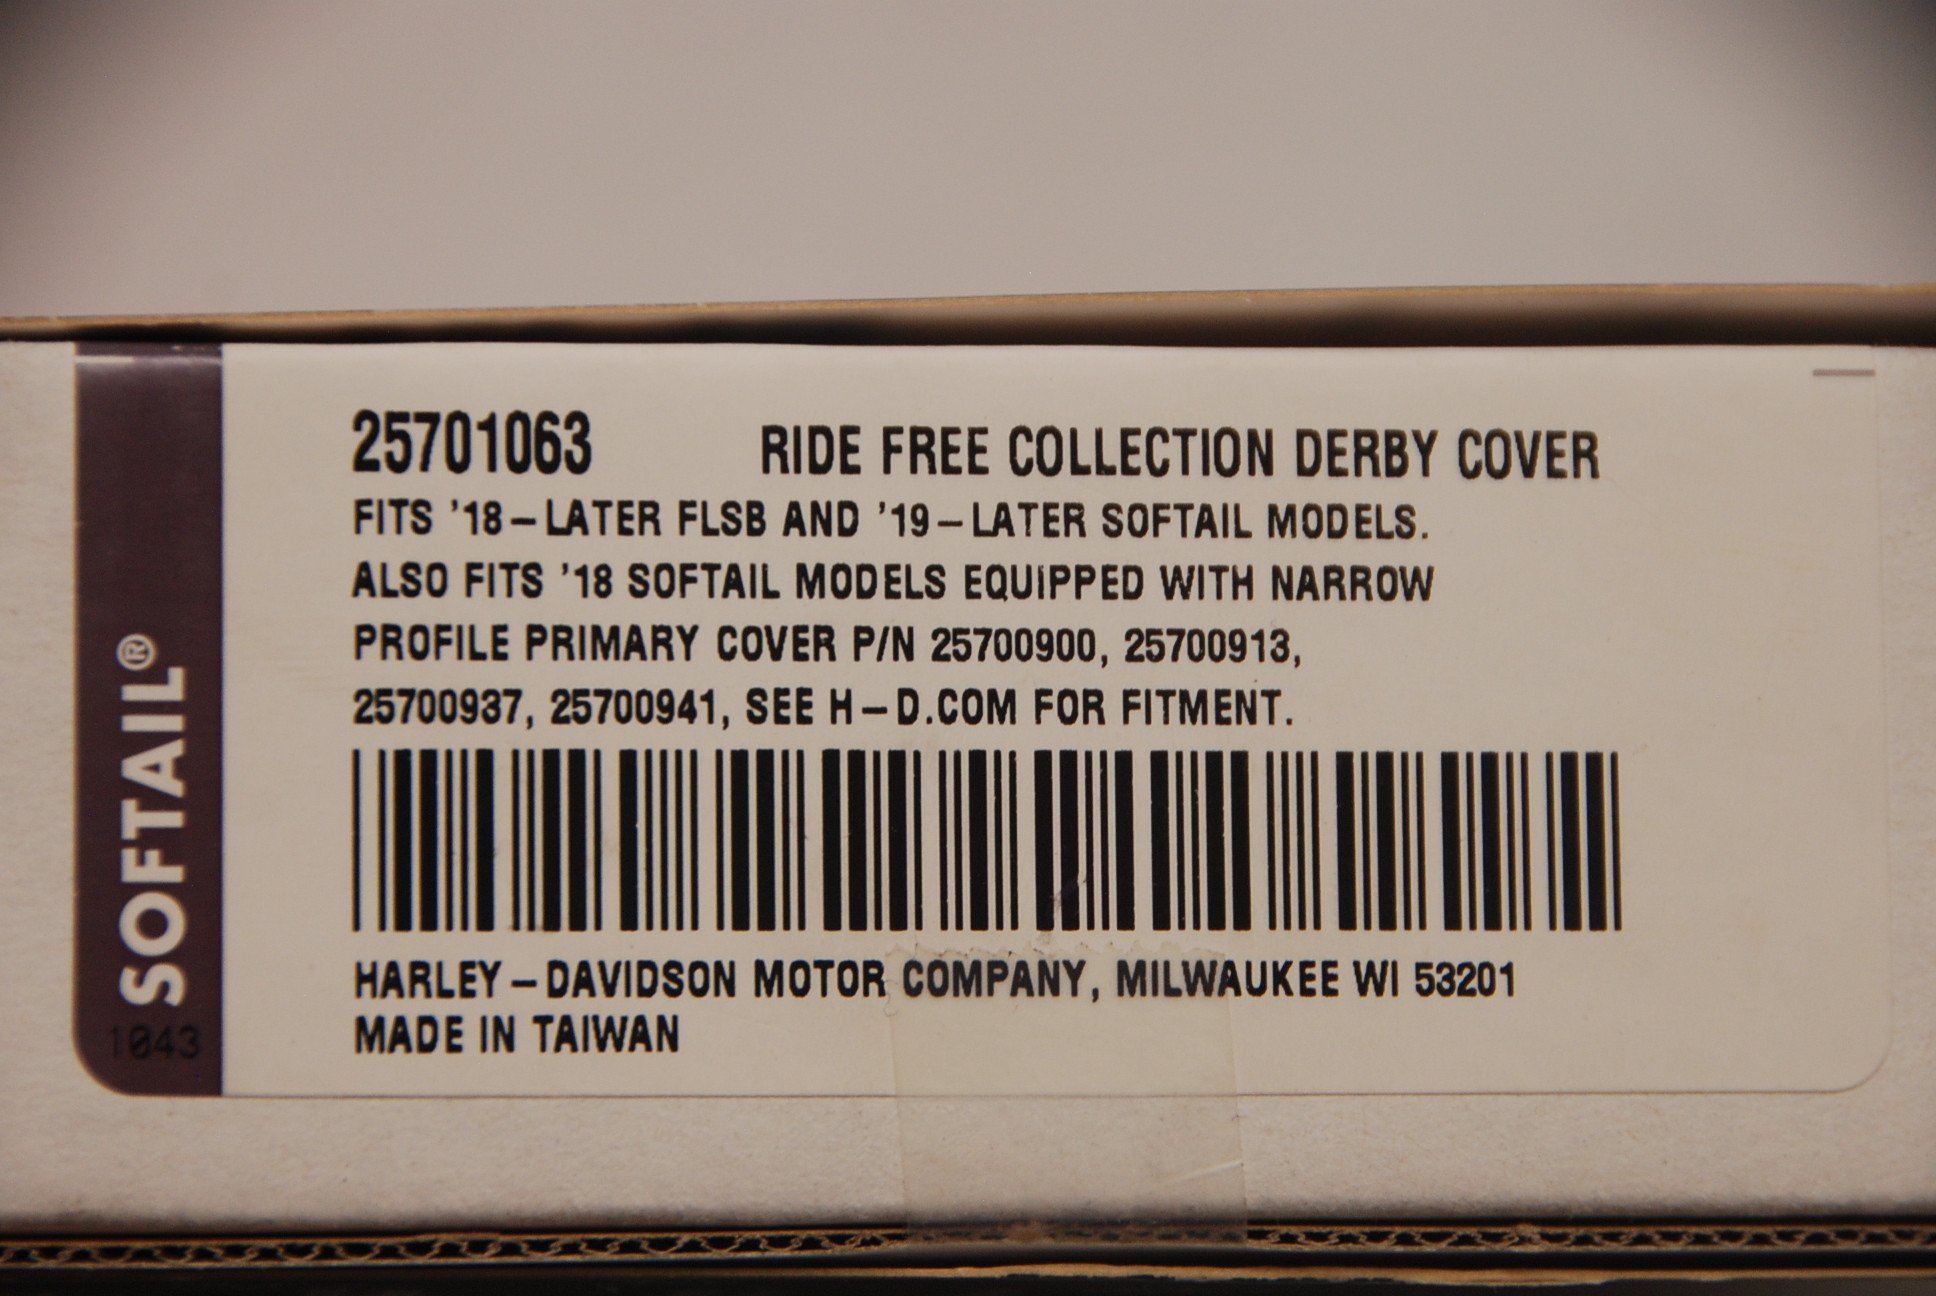 25701063 RIDE FREE COLLECTION DERBY COVER
FITS '18-LATER FLSB AND '19-LATER SOFTAIL MODELS.
ALSO FITS '18 SOFTAIL MODELS EQUIPPED WITH NARROW
PROFILE PRIMARY COVER P/N 25700900, 25700913,
25700937, 25700941, SEE H-D.COM FOR FITMENT.
HARLEY-DAVIDSON MOTOR COMPANY, MILWAUKEE WI 53201
MADE IN TAIWAN
SOFTAIL®
1043